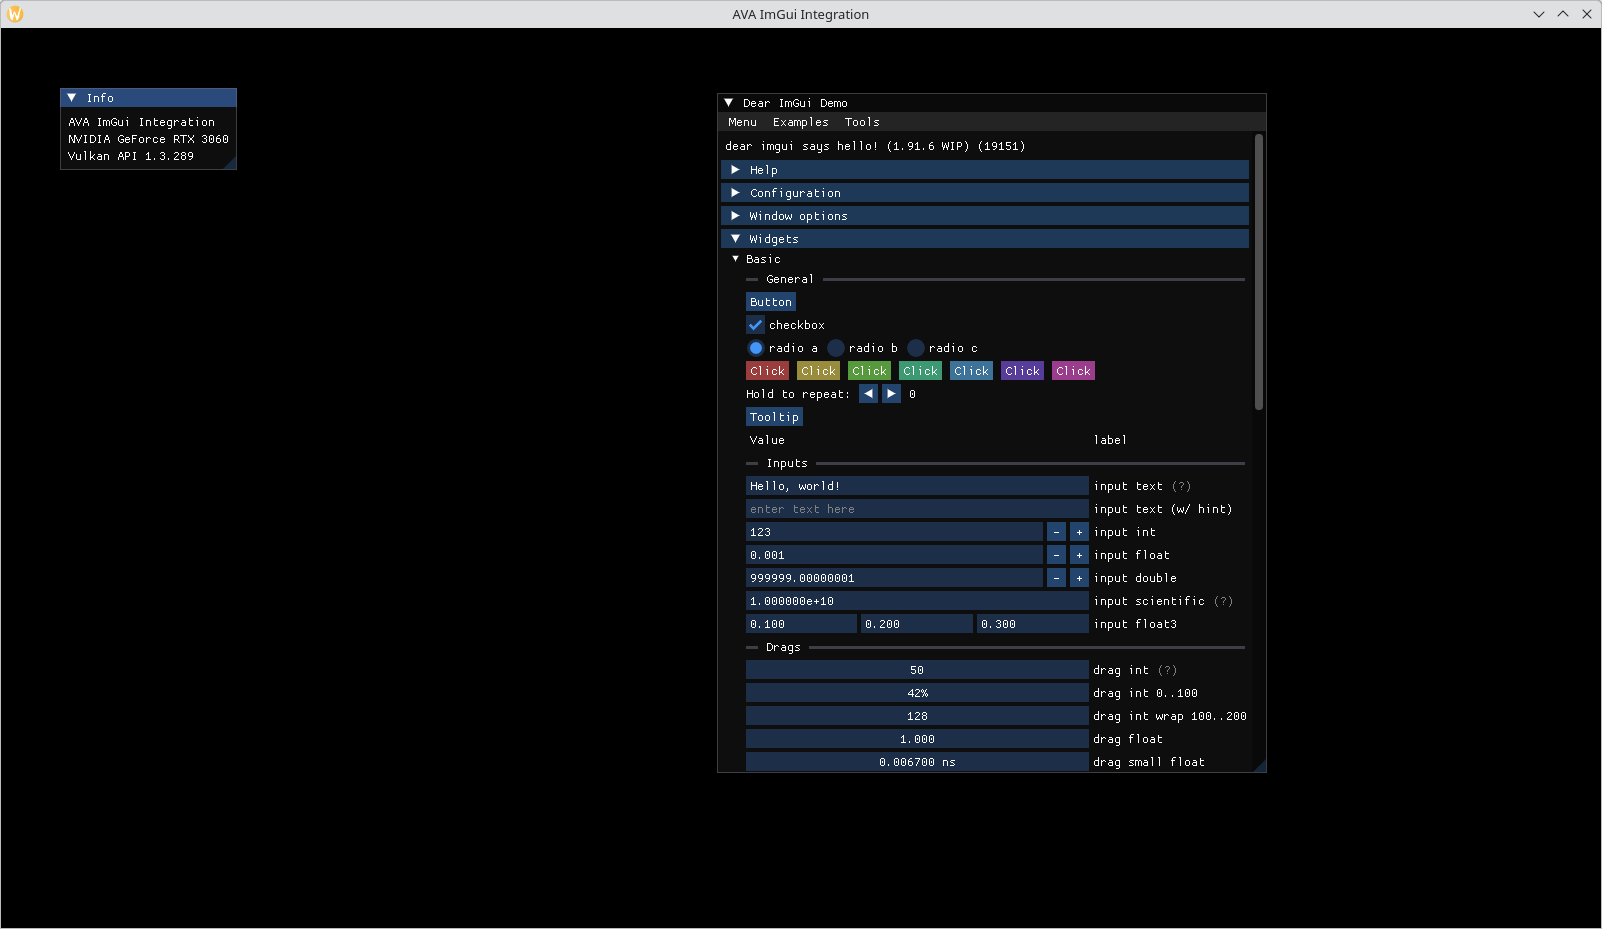 W
AVA ImGui Integration
Info
AVA ImGui Integration
NVIDIA GeForce RTX 3060
Vulkan API 1.3.289
Dear ImGui Demo
Menu Examples Tools
dear imgui says hello! (1.91.6 WIP) (19151)
Help
Configuration
Window options
Widgets
Basic
General
Button
checkbox
radio a radio b radio c
Click Click Click Click Click Click Click
Hold to repeat: 0
Tooltip
Value label
Inputs
Hello, world! input text (?)
enter text here input text (w/ hint)
123 - + input int
0.001 - + input float
999999.00000001 - + input double
1.000000e+10 input scientific (?)
0.100 0.200 0.300 input float3
Drags
50 drag int (?)
42% drag int 0..100
128 drag int wrap 100..200
1.000 drag float
0.006700 ns drag small float